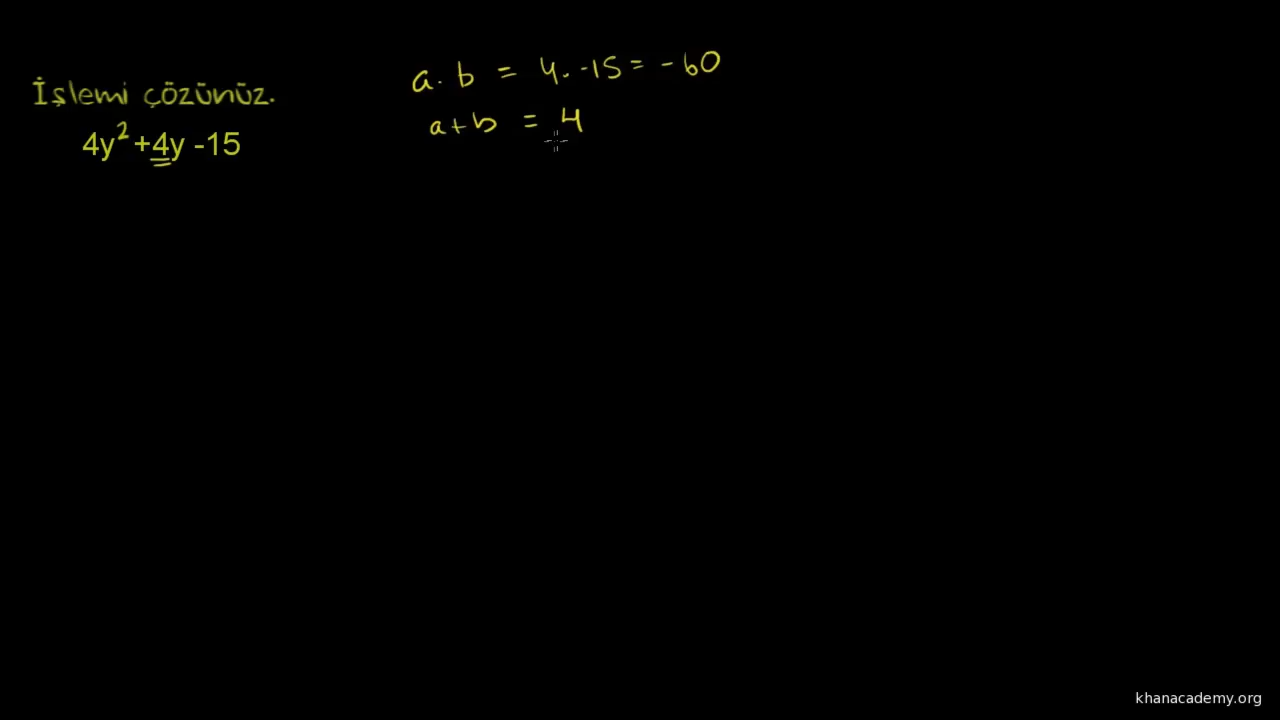 İşlemi çözünüz.
4y² +4y -15
a · b = 4 · -15 = -60
a + b = 4
khanacademy.org